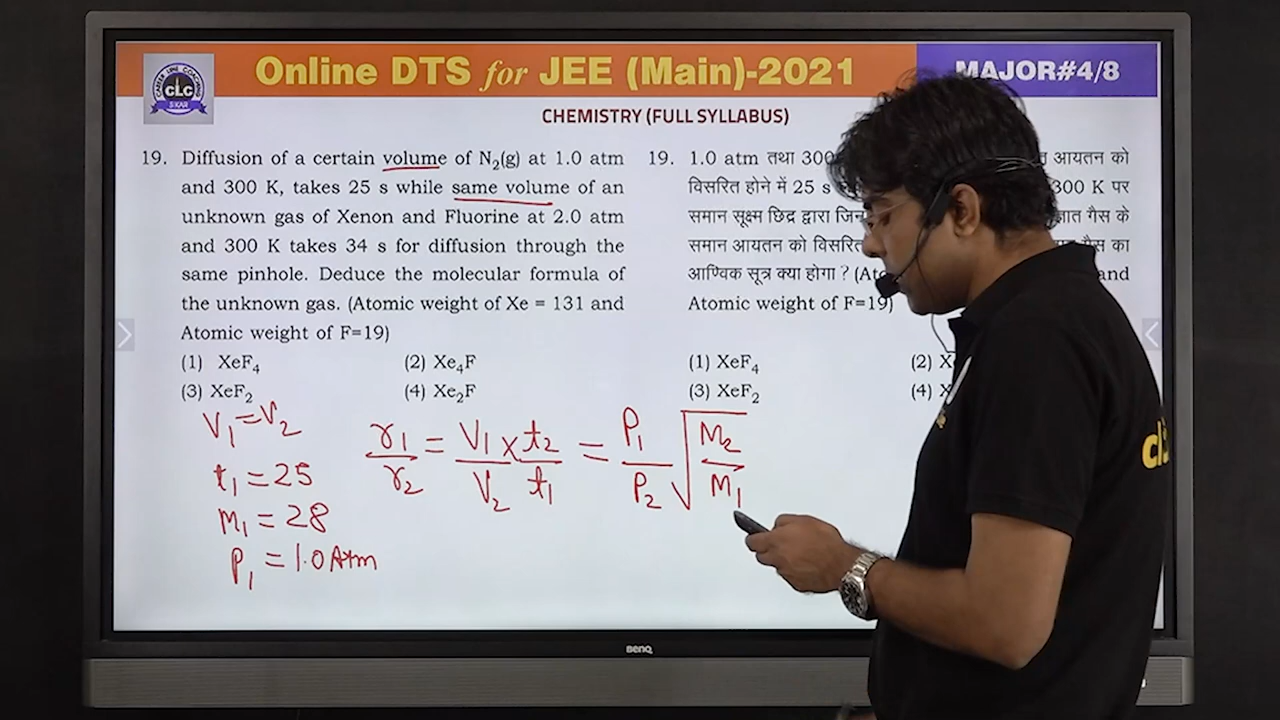 Online DTS for JEE (Main)-2021
MAJOR#4/8
CLC
SIKAR
CHEMISTRY (FULL SYLLABUS)
19. Diffusion of a certain volume of N₂(g) at 1.0 atm
and 300 K, takes 25 s while same volume of an
unknown gas of Xenon and Fluorine at 2.0 atm
and 300 K takes 34 s for diffusion through the
same pinhole. Deduce the molecular formula of
the unknown gas. (Atomic weight of Xe = 131 and
Atomic weight of F=19)
(1) XeF₄ (2) Xe₄F
(3) XeF₂ (4) Xe₂F
19. 1.0 atm तथा 300 आयतन को
विसरित होने में 25 s 300 K पर
समान सूक्ष्म छिद्र द्वारा गैस के
समान आयतन को गैस का
आण्विक सूत्र क्या होगा ? and
Atomic weight of F=19)
(1) XeF₄ (2)
(3) XeF₂ (4)
V₁=V₂
t₁=25
M₁=28
P₁=1.0Atm
r₁/r₂ = V₁/V₂ x t₂/t₁ = P₁/P₂ √M₂/M₁
BenQ